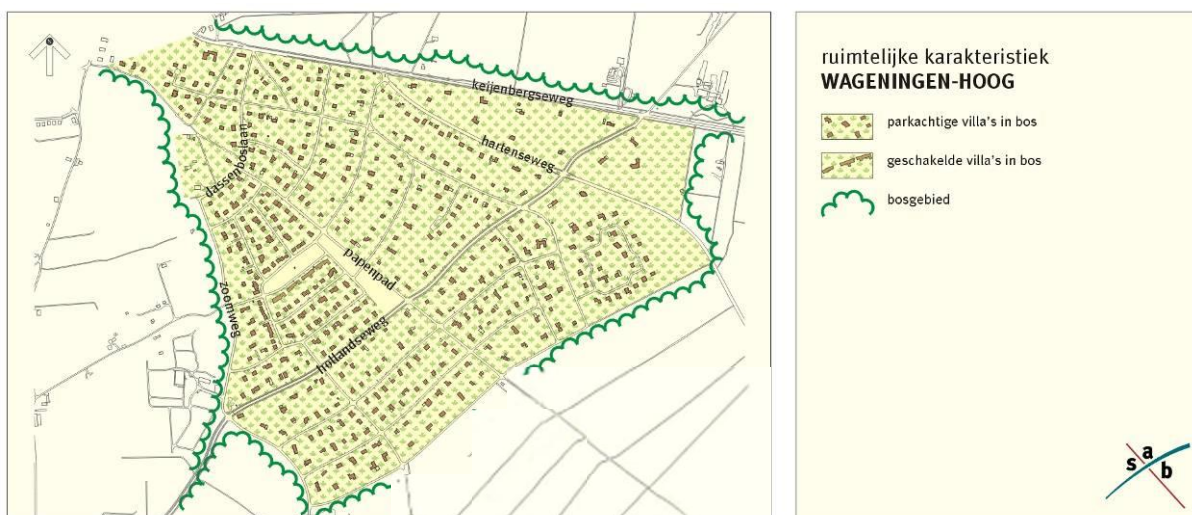 keijenbergseweg
hartenseweg
dassenboslaan
papenpad
zoomweg
hollandseweg
ruimtelijke karakteristiek
WAGENINGEN-HOOG
parkachtige villa's in bos
geschakelde villa's in bos
bosgebied
s a b